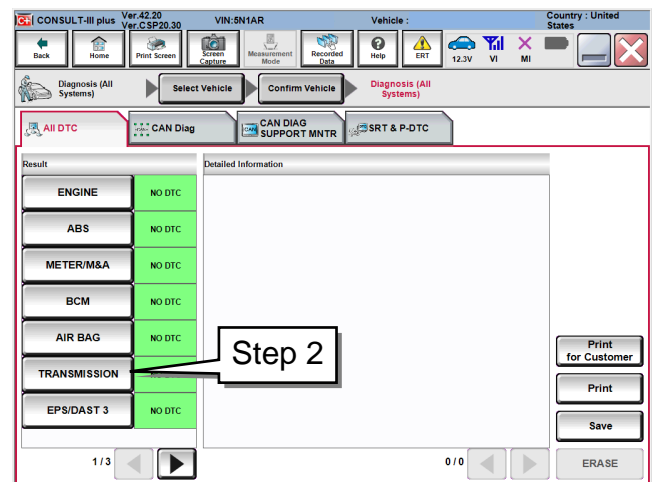 CONSULT-III plus
Ver.42.20
Ver.CSP20.30
VIN:5N1AR
Vehicle :
Country : United
States
Back
Home
Print Screen
Screen
Capture
Measurement
Mode
Recorded
Data
Help
ERT
12.3V
VI
MI
Diagnosis (All
Systems)
Select Vehicle
Confirm Vehicle
Diagnosis (All
Systems)
All DTC
CAN Diag
CAN DIAG
SUPPORT MNTR
SRT & P-DTC
Result
Detailed Information
ENGINE NO DTC
ABS NO DTC
METER/M&A NO DTC
BCM NO DTC
AIR BAG NO DTC
Step 2
TRANSMISSION
EPS/DAST 3 NO DTC
Print
for Customer
Print
Save
1 / 3
0 / 0
ERASE